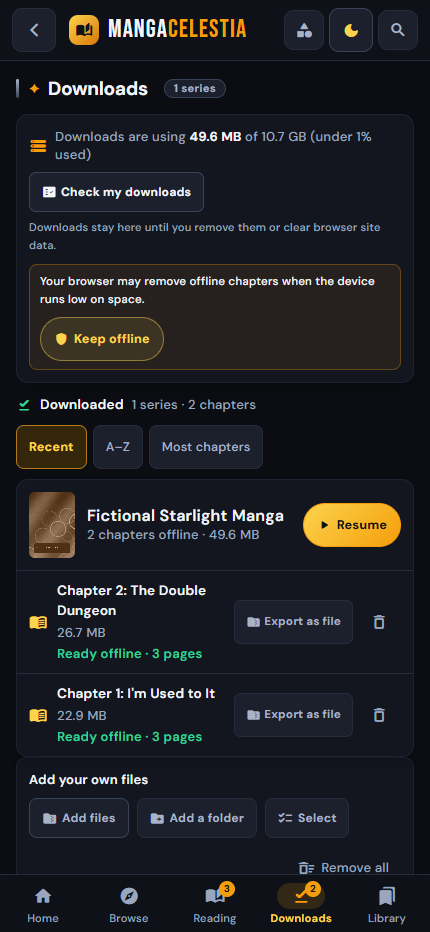 MANGACELESTIA
Downloads
1 series
Downloads are using 49.6 MB of 10.7 GB (under 1%
used)
Check my downloads
Downloads stay here until you remove them or clear browser site
data.
Your browser may remove offline chapters when the device
runs low on space.
Keep offline
Downloaded 1 series · 2 chapters
Recent
A–Z
Most chapters
Fictional Starlight Manga
2 chapters offline · 49.6 MB
Resume
Chapter 2: The Double
Dungeon
26.7 MB
Ready offline · 3 pages
Export as file
Chapter 1: I'm Used to It
22.9 MB
Ready offline · 3 pages
Export as file
Add your own files
Add files
Add a folder
Select
Remove all
Home
Browse
3
Reading
2
Downloads
Library